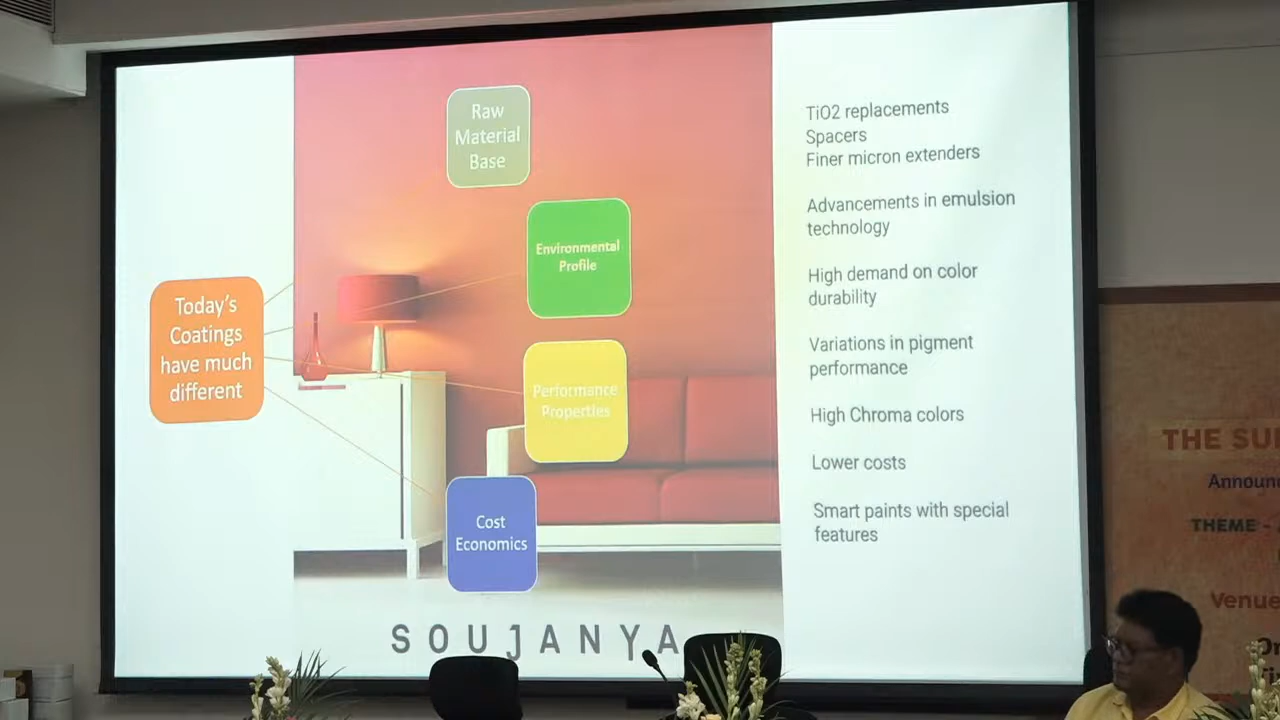 Today's
Coatings
have much
different
Raw
Material
Base
Environmental
Profile
Performance
Properties
Cost
Economics
TiO2 replacements
Spacers
Finer micron extenders
Advancements in emulsion
technology
High demand on color
durability
Variations in pigment
performance
High Chroma colors
Lower costs
Smart paints with special
features
SOUJANYA
THE
THEME -
Venue